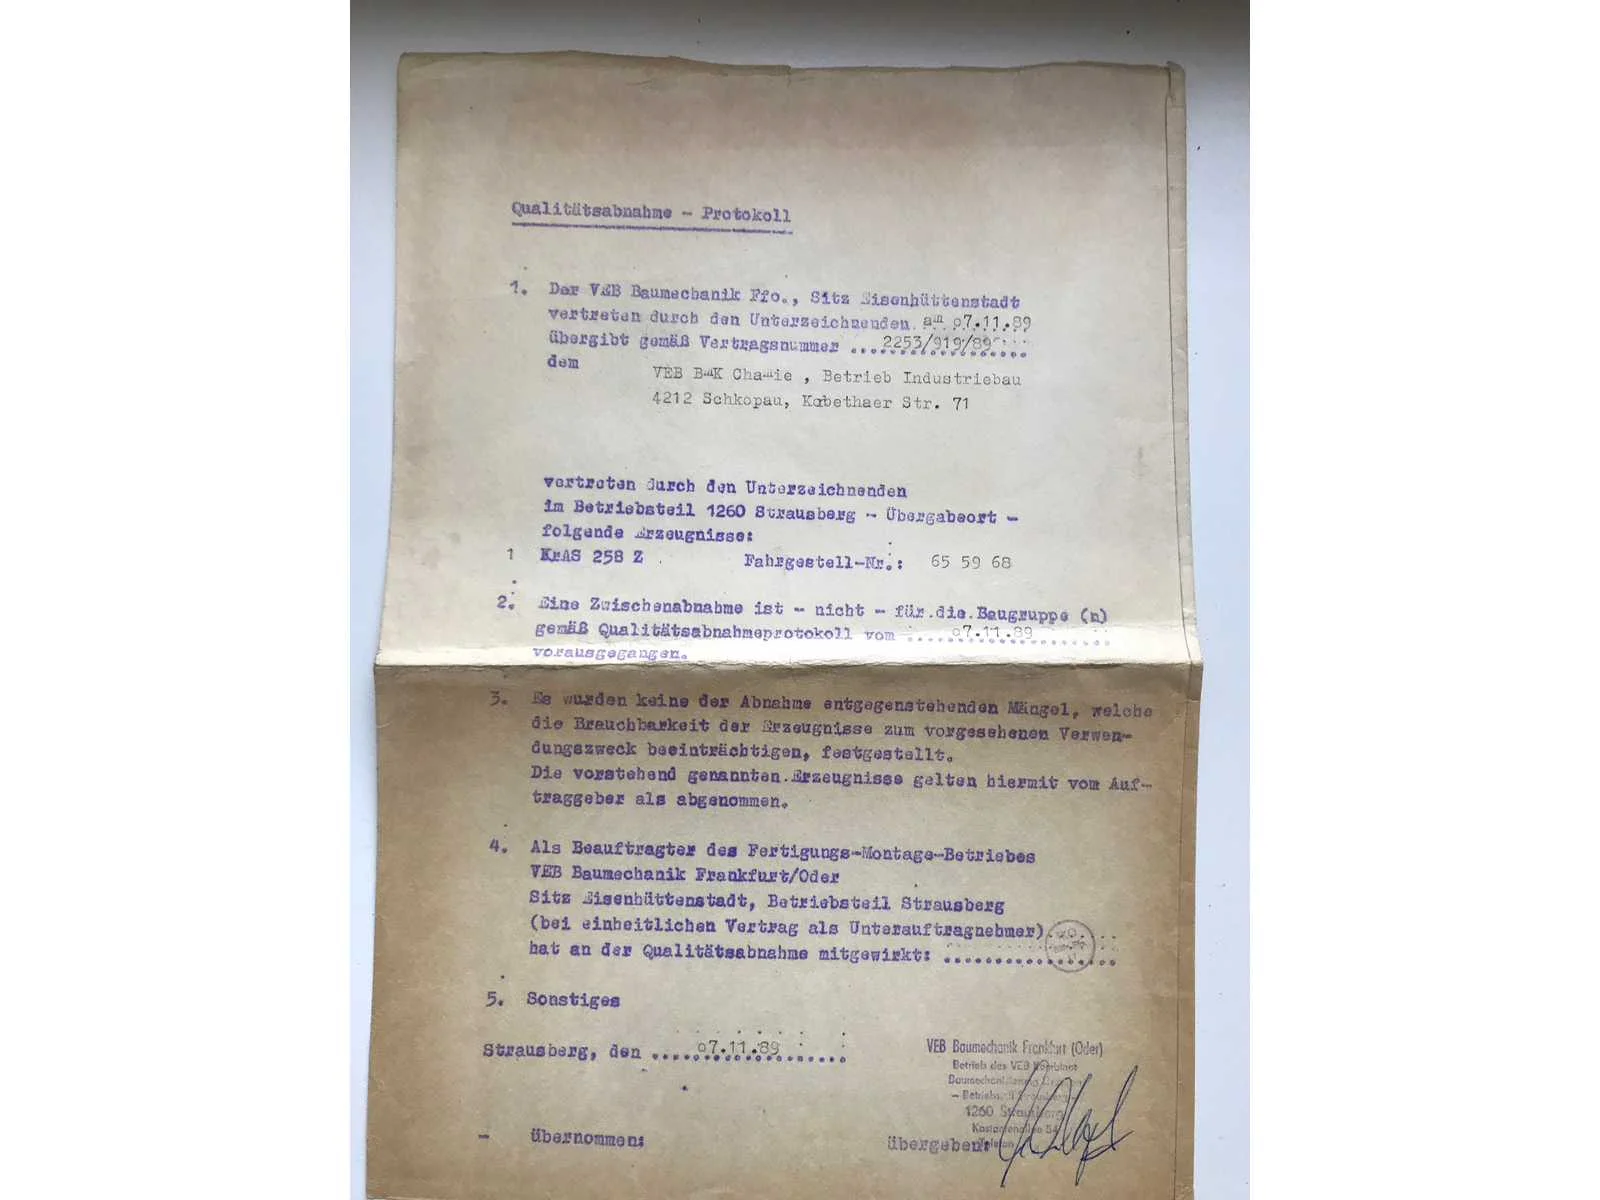 Qualitätsabnahme - Protokoll
1. Der VEB Baumechanik Ffo., Sitz Eisenhüttenstadt
vertreten durch den Unterzeichnenden am 07.11.89
übergibt gemäß Vertragsnummer ...2253/919/89
dem
VEB BMK Chemie , Betrieb Industriebau
4212 Schkopau, Korbethaer Str. 71
vertreten durch den Unterzeichnenden
im Betriebsteil 1260 Strausberg - Übergabeort -
folgende Erzeugnisse:
1 KrAS 258 Z Fahrgestell-Nr.: 65 59 68
2. Eine Zwischenabnahme ist - nicht - für die Baugruppe (n)
gemäß Qualitätsabnahmeprotokoll vom 07.11.89
vorausgegangen.
3. Es wurden keine der Abnahme entgegenstehenden Mängel, welche
die Brauchbarkeit der Erzeugnisse zum vorgesehenen Verwen-
dungszweck beeinträchtigen, festgestellt.
Die vorstehend genannten Erzeugnisse gelten hiermit vom Auf-
traggeber als abgenommen.
4. Als Beauftragter des Fertigungs-Montage-Betriebes
VEB Baumechanik Frankfurt/Oder
Sitz Eisenhüttenstadt, Betriebsteil Strausberg
(bei einheitlichen Vertrag als Unterauftragnehmer)
hat an der Qualitätsabnahme mitgewirkt:
5. Sonstiges
Strausberg, den 07.11.89
VEB Baumechanik Frankfurt (Oder)
Betrieb des VEB Kombinat
1260 Strausberg
- übernommen:
übergeben: